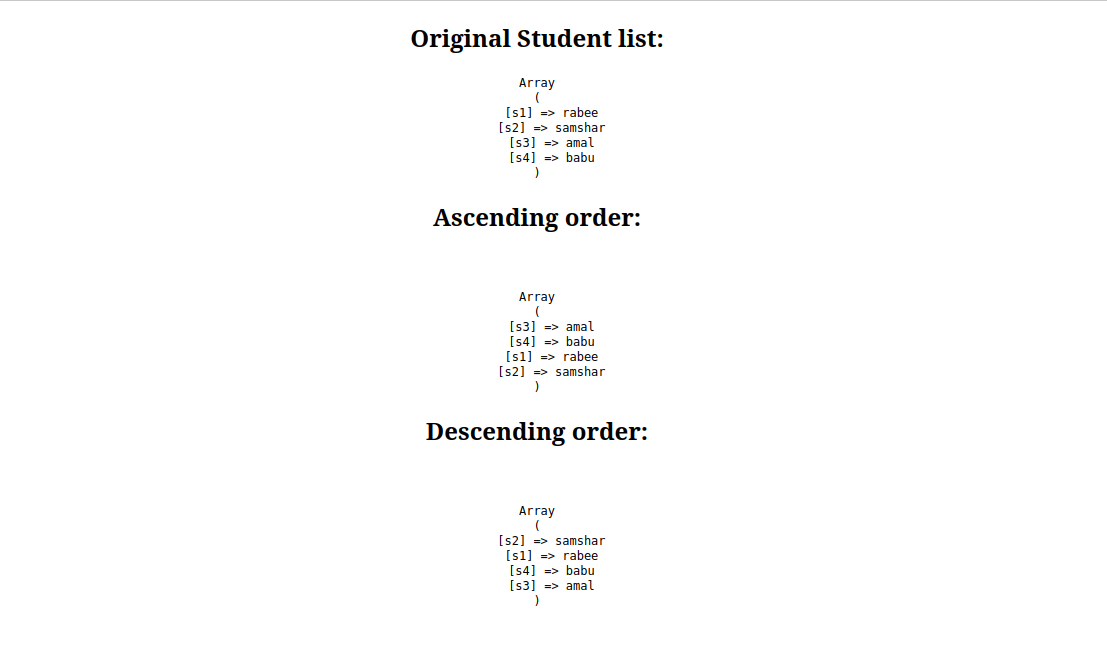 Original Student list:
Array
(
[s1] => rabee
[s2] => samshar
[s3] => amal
[s4] => babu
)
Ascending order:
Array
(
[s3] => amal
[s4] => babu
[s1] => rabee
[s2] => samshar
)
Descending order:
Array
(
[s2] => samshar
[s1] => rabee
[s4] => babu
[s3] => amal
)